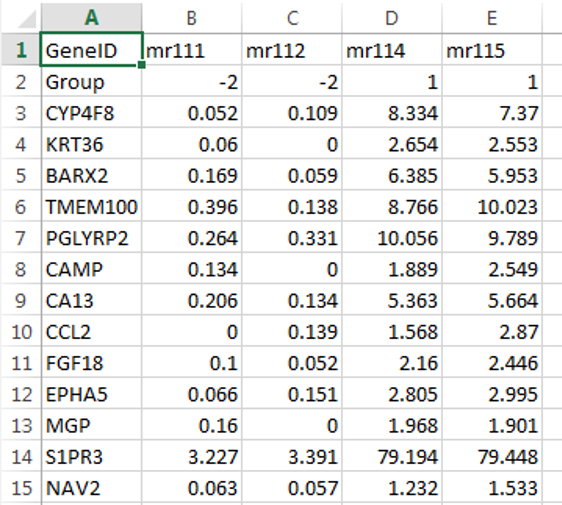 A B C D E
1 GeneID mr111 mr112 mr114 mr115
2 Group -2 -2 1 1
3 CYP4F8 0.052 0.109 8.334 7.37
4 KRT36 0.06 0 2.654 2.553
5 BARX2 0.169 0.059 6.385 5.953
6 TMEM100 0.396 0.138 8.766 10.023
7 PGLYRP2 0.264 0.331 10.056 9.789
8 CAMP 0.134 0 1.889 2.549
9 CA13 0.206 0.134 5.363 5.664
10 CCL2 0 0.139 1.568 2.87
11 FGF18 0.1 0.052 2.16 2.446
12 EPHA5 0.066 0.151 2.805 2.995
13 MGP 0.16 0 1.968 1.901
14 S1PR3 3.227 3.391 79.194 79.448
15 NAV2 0.063 0.057 1.232 1.533